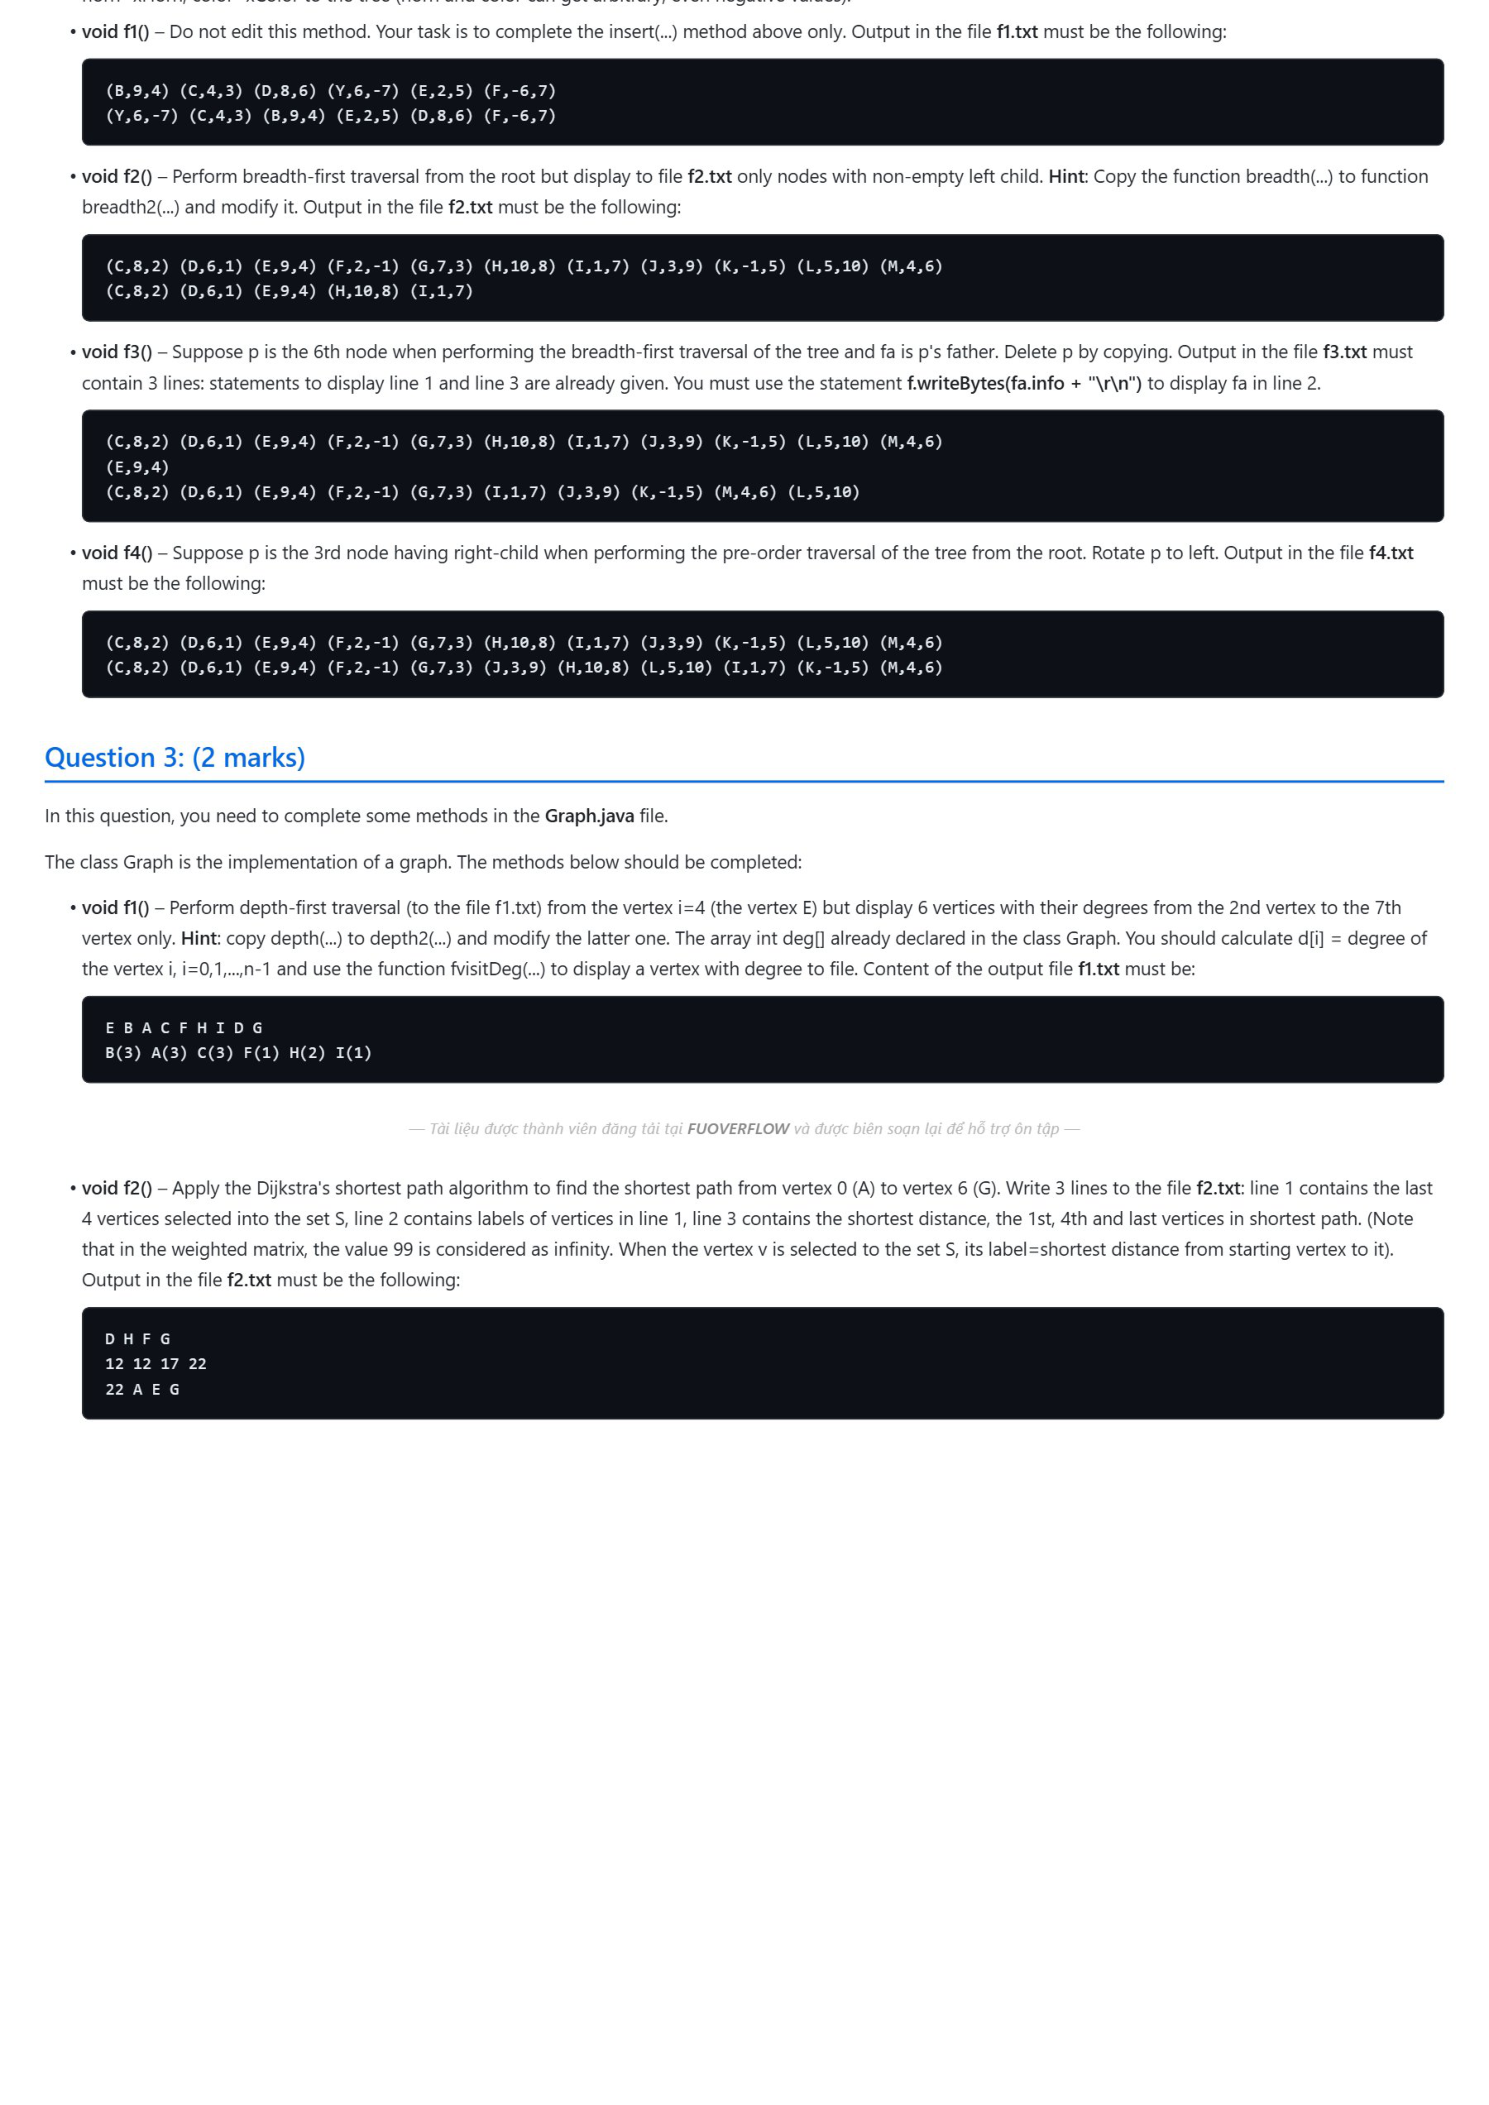 • void f1() – Do not edit this method. Your task is to complete the insert(...) method above only. Output in the file f1.txt must be the following:
(B,9,4) (C,4,3) (D,8,6) (Y,6,-7) (E,2,5) (F,-6,7)
(Y,6,-7) (C,4,3) (B,9,4) (E,2,5) (D,8,6) (F,-6,7)
• void f2() – Perform breadth-first traversal from the root but display to file f2.txt only nodes with non-empty left child. Hint: Copy the function breadth(...) to function
breadth2(...) and modify it. Output in the file f2.txt must be the following:
(C,8,2) (D,6,1) (E,9,4) (F,2,-1) (G,7,3) (H,10,8) (I,1,7) (J,3,9) (K,-1,5) (L,5,10) (M,4,6)
(C,8,2) (D,6,1) (E,9,4) (H,10,8) (I,1,7)
• void f3() – Suppose p is the 6th node when performing the breadth-first traversal of the tree and fa is p's father. Delete p by copying. Output in the file f3.txt must
contain 3 lines: statements to display line 1 and line 3 are already given. You must use the statement f.writeBytes(fa.info + "\r\n") to display fa in line 2.
(C,8,2) (D,6,1) (E,9,4) (F,2,-1) (G,7,3) (H,10,8) (I,1,7) (J,3,9) (K,-1,5) (L,5,10) (M,4,6)
(E,9,4)
(C,8,2) (D,6,1) (E,9,4) (F,2,-1) (G,7,3) (I,1,7) (J,3,9) (K,-1,5) (M,4,6) (L,5,10)
• void f4() – Suppose p is the 3rd node having right-child when performing the pre-order traversal of the tree from the root. Rotate p to left. Output in the file f4.txt
must be the following:
(C,8,2) (D,6,1) (E,9,4) (F,2,-1) (G,7,3) (H,10,8) (I,1,7) (J,3,9) (K,-1,5) (L,5,10) (M,4,6)
(C,8,2) (D,6,1) (E,9,4) (F,2,-1) (G,7,3) (J,3,9) (H,10,8) (L,5,10) (I,1,7) (K,-1,5) (M,4,6)
Question 3: (2 marks)
In this question, you need to complete some methods in the Graph.java file.
The class Graph is the implementation of a graph. The methods below should be completed:
• void f1() – Perform depth-first traversal (to the file f1.txt) from the vertex i=4 (the vertex E) but display 6 vertices with their degrees from the 2nd vertex to the 7th
vertex only. Hint: copy depth(...) to depth2(...) and modify the latter one. The array int deg[] already declared in the class Graph. You should calculate d[i] = degree of
the vertex i, i=0,1,...,n-1 and use the function fvisitDeg(...) to display a vertex with degree to file. Content of the output file f1.txt must be:
E B A C F H I D G
B(3) A(3) C(3) F(1) H(2) I(1)
— Tài liệu được thành viên đăng tải tại FUOVERFLOW và được biên soạn lại để hỗ trợ ôn tập —
• void f2() – Apply the Dijkstra's shortest path algorithm to find the shortest path from vertex 0 (A) to vertex 6 (G). Write 3 lines to the file f2.txt: line 1 contains the last
4 vertices selected into the set S, line 2 contains labels of vertices in line 1, line 3 contains the shortest distance, the 1st, 4th and last vertices in shortest path. (Note
that in the weighted matrix, the value 99 is considered as infinity. When the vertex v is selected to the set S, its label=shortest distance from starting vertex to it).
Output in the file f2.txt must be the following:
D H F G
12 12 17 22
22 A E G